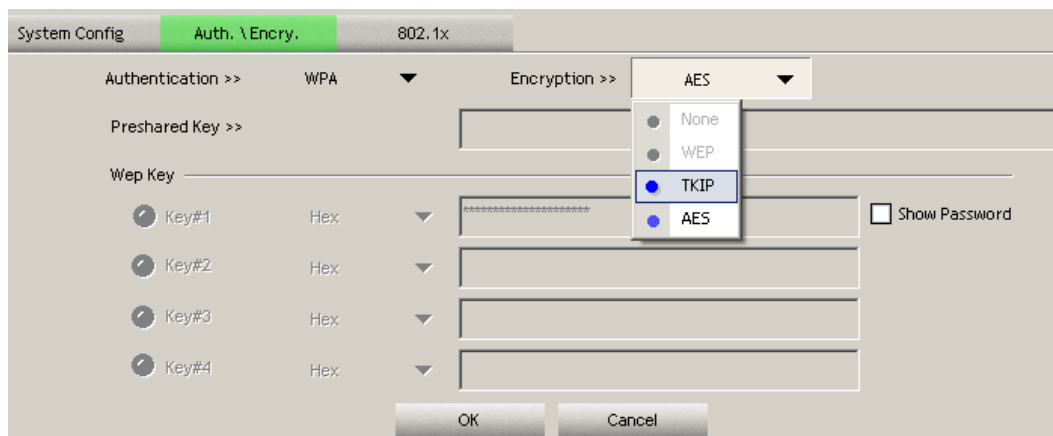 System Config Auth. \ Encry. 802.1x
Authentication >> WPA Encryption >> AES
None
Preshared Key >>
WEP
Wep Key
TKIP
Key#1 Hex ********************* AES Show Password
Key#2 Hex
Key#3 Hex
Key#4 Hex
OK Cancel